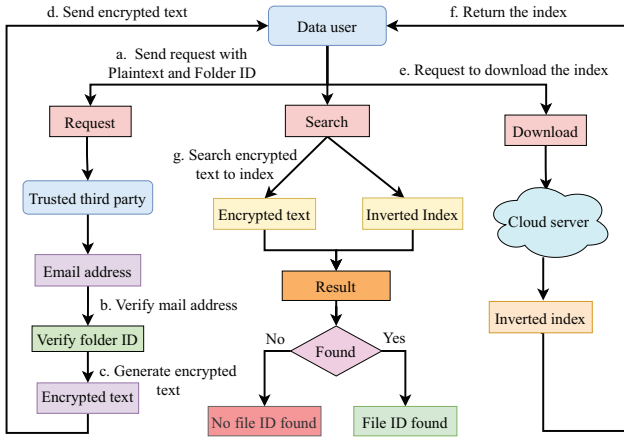 d. Send encrypted text
Data user
f. Return the index
a. Send request with
Plaintext and Folder ID
e. Request to download the index
Request
Search
Download
g. Search encrypted
text to index
Trusted third party
Encrypted text
Inverted Index
Cloud server
Email address
Result
b. Verify mail address
Inverted index
Verify folder ID
No
Found
Yes
c. Generate encrypted
text
Encrypted text
No file ID found
File ID found